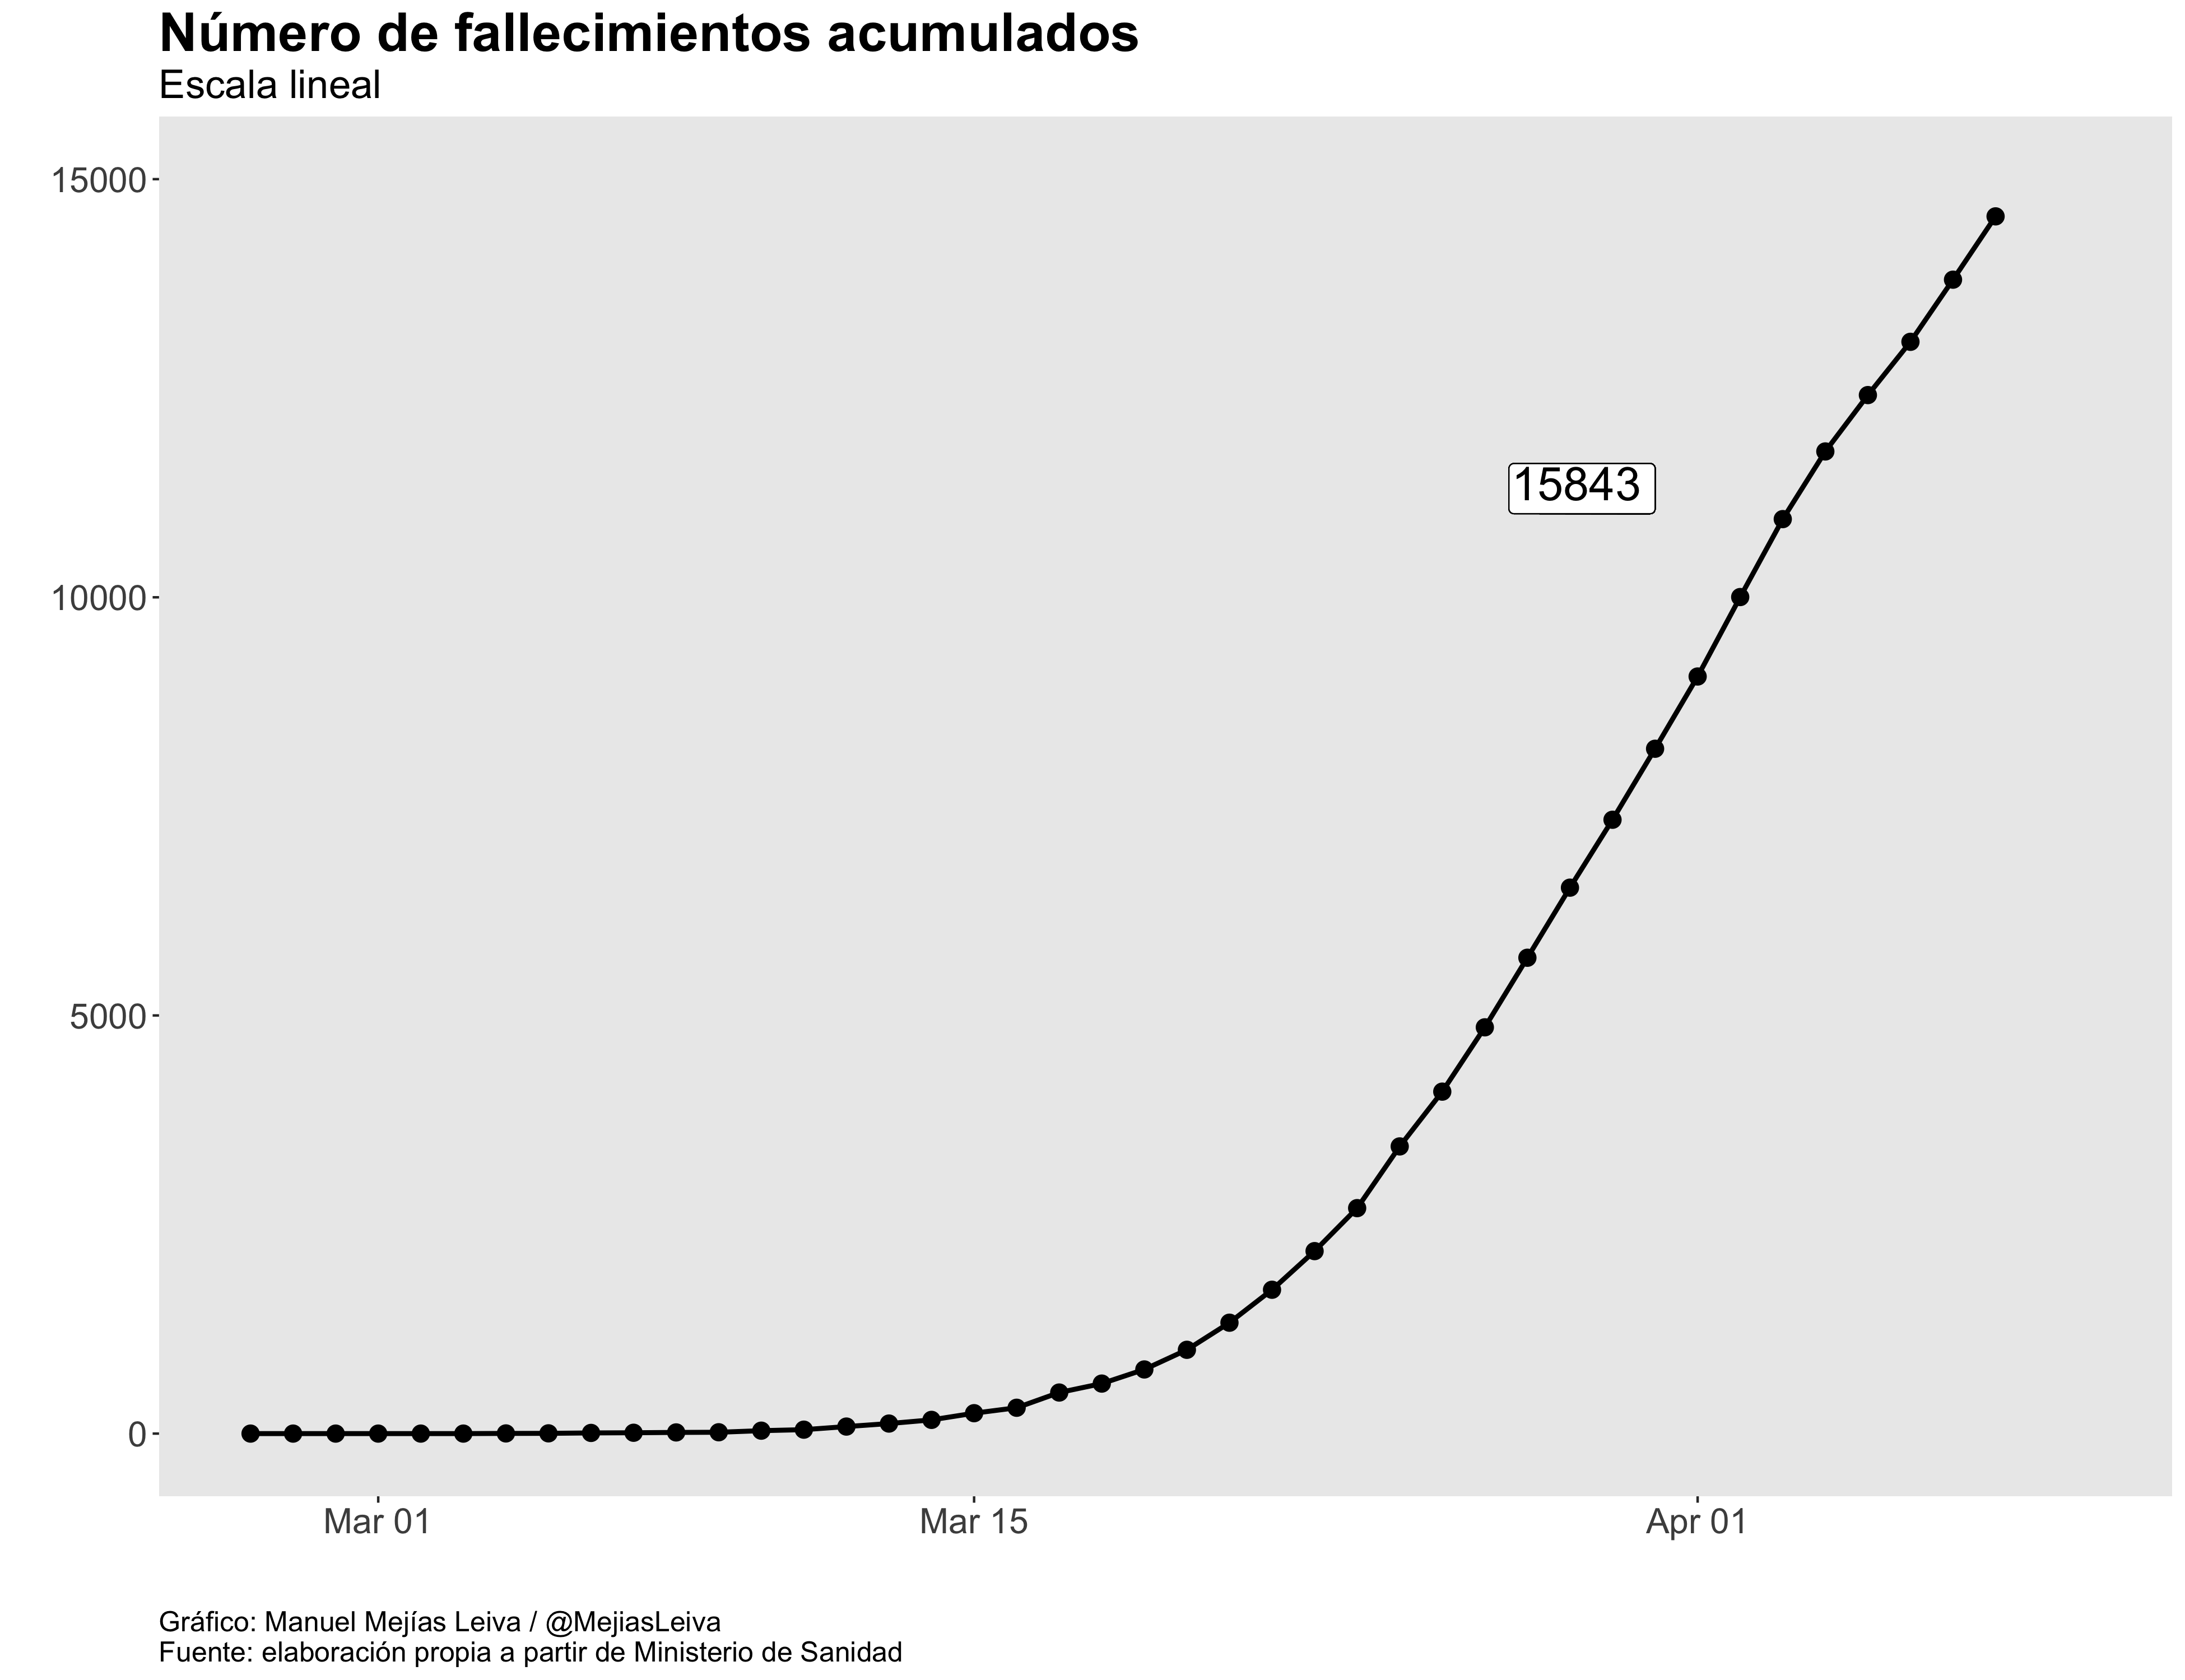 Número de fallecimientos acumulados
Escala lineal
15000
10000
5000
0
15843
Mar 01
Mar 15
Apr 01
Gráfico: Manuel Mejías Leiva / @MejiasLeiva
Fuente: elaboración propia a partir de Ministerio de Sanidad